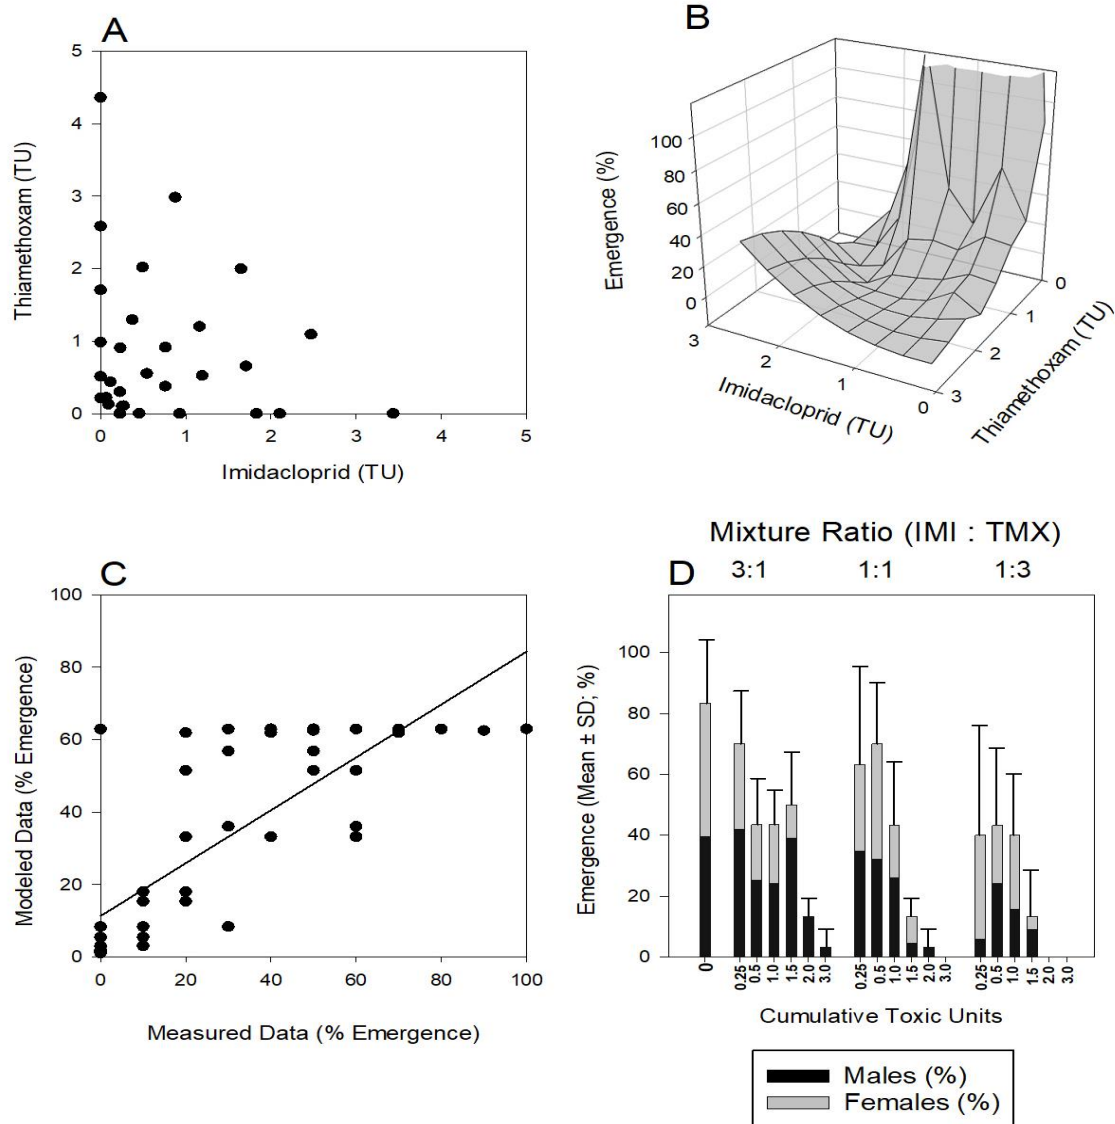 A
5
4
3
2
1
0
Thiamethoxam (TU)
0 1 2 3 4 5
Imidacloprid (TU)
B
100
80
60
40
20
0
Emergence (%)
3 2 1 0
Imidacloprid (TU)
0
1
2
3
Thiamethoxam (TU)
C
100
80
60
40
20
0
Modeled Data (% Emergence)
0 20 40 60 80 100
Measured Data (% Emergence)
Mixture Ratio (IMI : TMX)
D 3:1 1:1 1:3
100
80
60
40
20
0
Emergence (Mean ± SD; %)
0 0.25 0.5 1.0 1.5 2.0 3.0 0.25 0.5 1.0 1.5 2.0 3.0 0.25 0.5 1.0 1.5 2.0 3.0
Cumulative Toxic Units
Males (%)
Females (%)